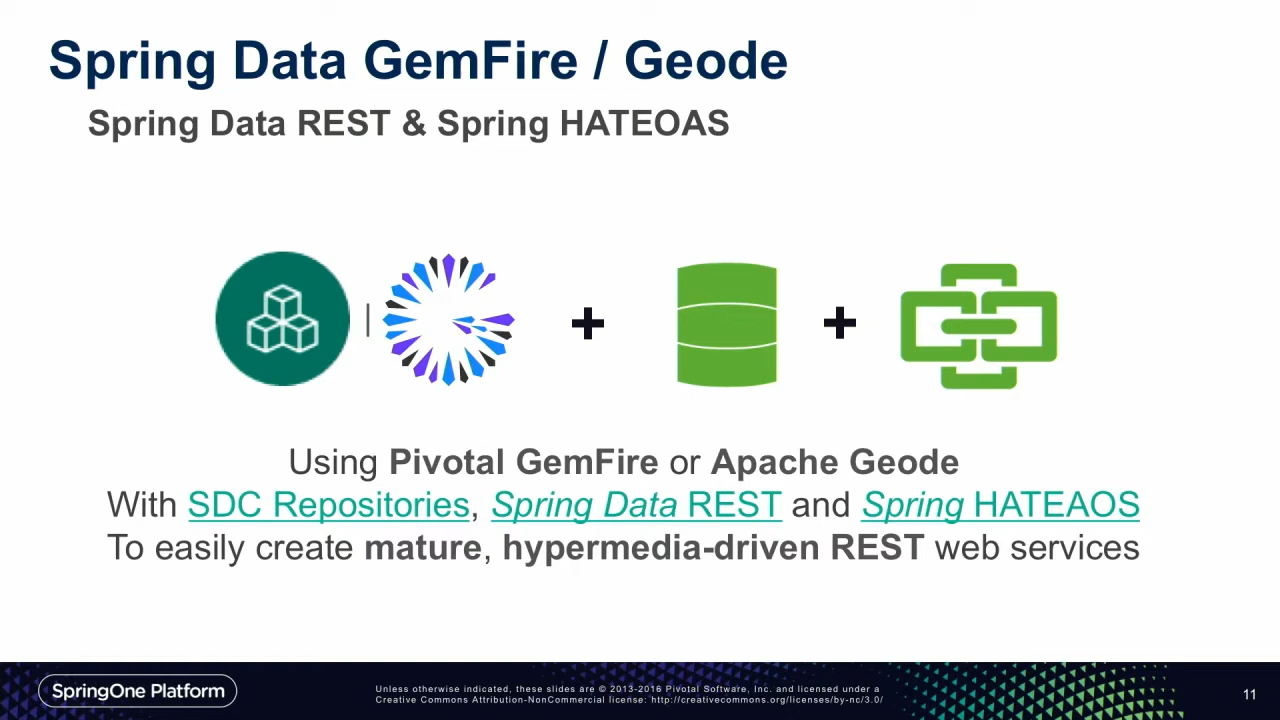 Spring Data GemFire / Geode
Spring Data REST & Spring HATEOAS
Using Pivotal GemFire or Apache Geode
With SDC Repositories, Spring Data REST and Spring HATEAOS
To easily create mature, hypermedia-driven REST web services
SpringOne Platform
Unless otherwise indicated, these slides are © 2013-2016 Pivotal Software, Inc. and licensed under a
Creative Commons Attribution-NonCommercial license: http://creativecommons.org/licenses/by-nc/3.0/
11